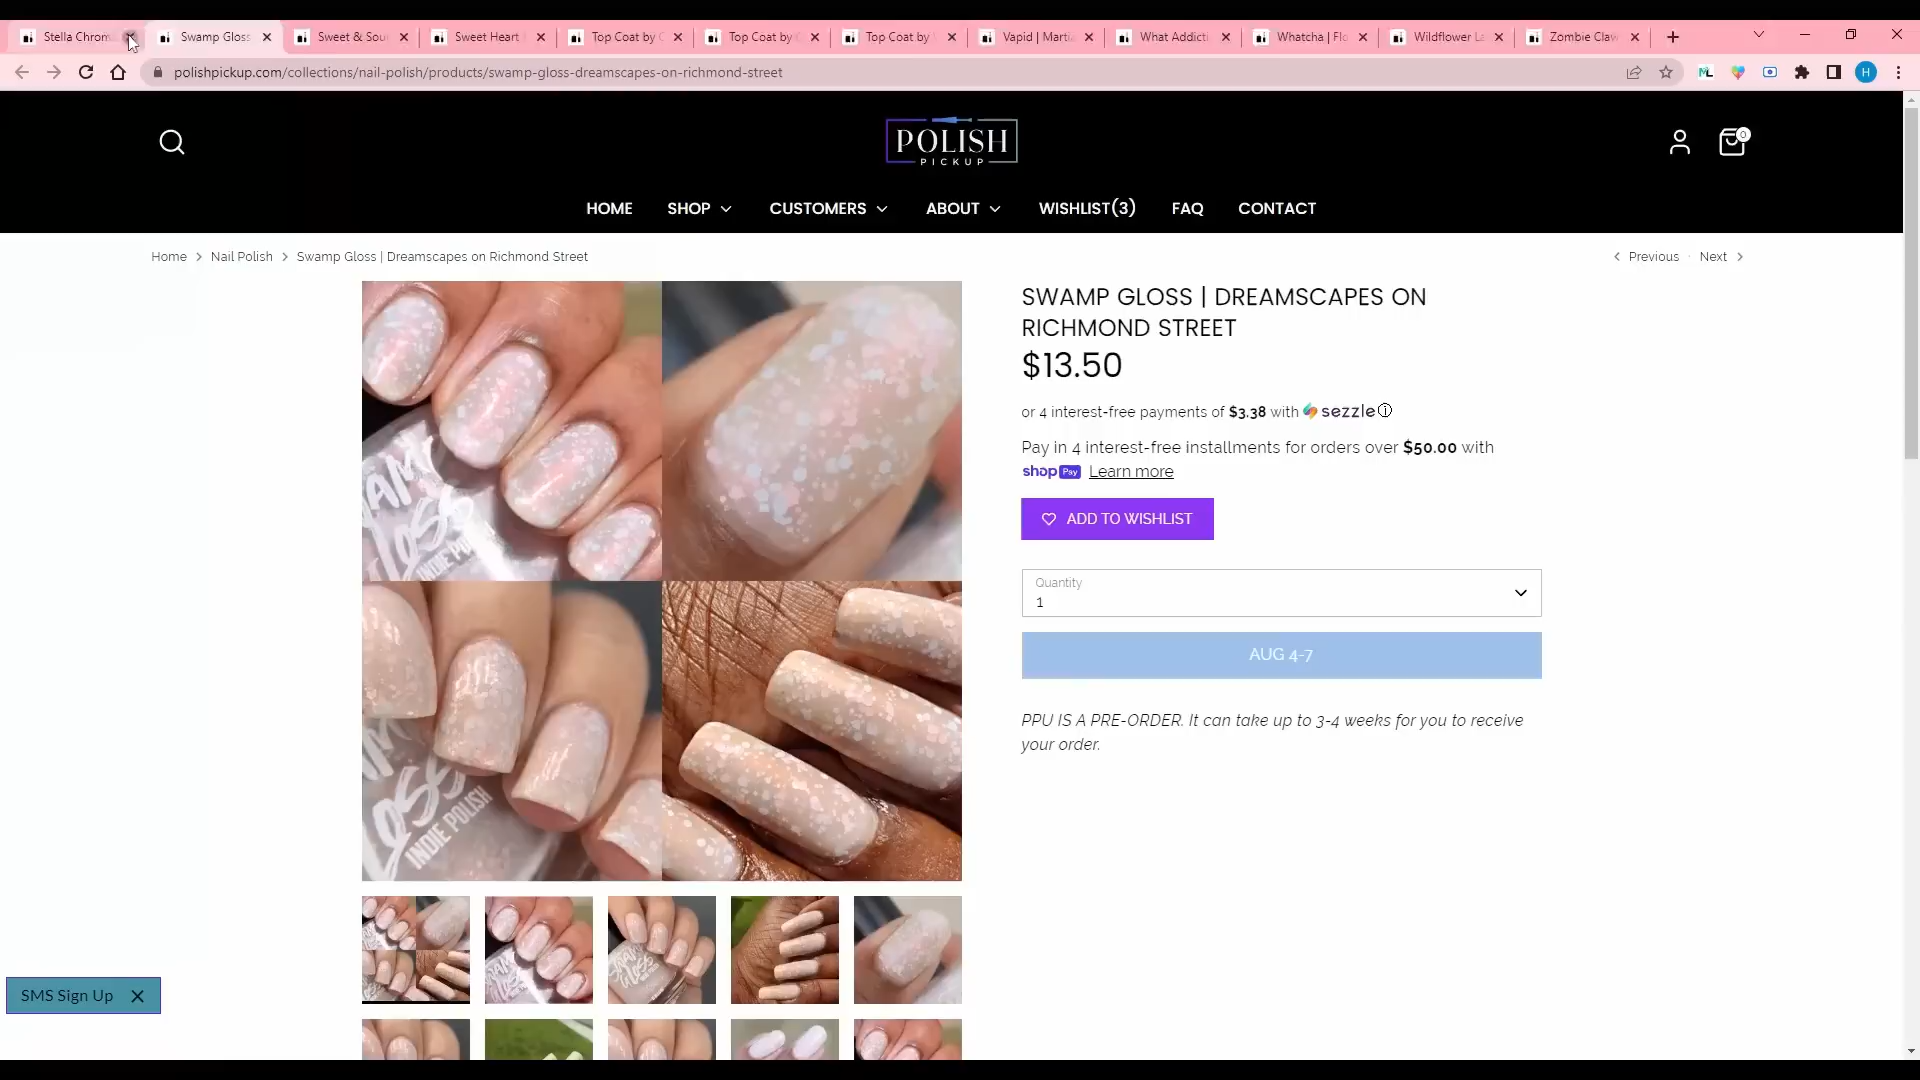 Stella Chrom
Swamp Gloss
Sweet & Sou
Sweet Heart
Top Coat by
Top Coat by
Top Coat by
Vapid | Martia
What Addicti
Whatcha | Flo
Wildflower La
Zombie Claw
polishpickup.com/collections/nail-polish/products/swamp-gloss-dreamscapes-on-richmond-street
H
POLISH
PICKUP
0
HOME SHOP CUSTOMERS ABOUT WISHLIST(3) FAQ CONTACT
Home > Nail Polish > Swamp Gloss | Dreamscapes on Richmond Street
< Previous · Next >
SWAMP GLOSS | DREAMSCAPES ON
RICHMOND STREET
$13.50
or 4 interest-free payments of $3.38 with sezzle
Pay in 4 interest-free installments for orders over $50.00 with
shop Pay Learn more
ADD TO WISHLIST
Quantity
1
AUG 4-7
PPU IS A PRE-ORDER. It can take up to 3-4 weeks for you to receive
your order.
INDIE POLISH
SMS Sign Up